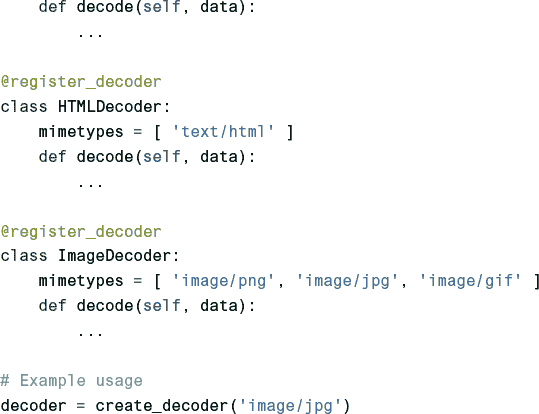 def decode(self, data):
        ...
@register_decoder
class HTMLDecoder:
    mimetypes = [ 'text/html' ]
    def decode(self, data):
        ...
@register_decoder
class ImageDecoder:
    mimetypes = [ 'image/png', 'image/jpg', 'image/gif' ]
    def decode(self, data):
        ...
# Example usage
decoder = create_decoder('image/jpg')